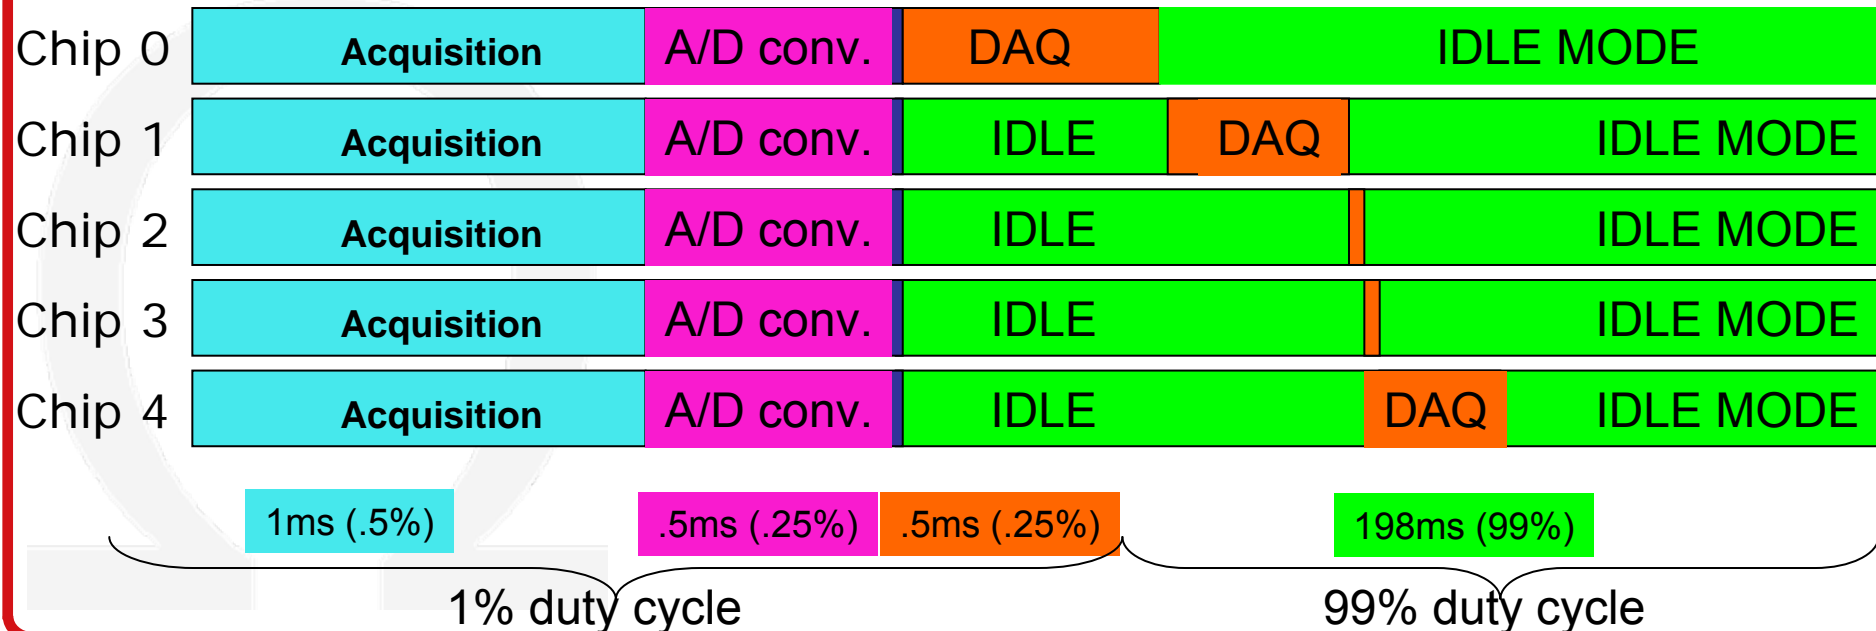 Chip 0 Acquisition A/D conv. DAQ IDLE MODE
Chip 1 Acquisition A/D conv. IDLE DAQ IDLE MODE
Chip 2 Acquisition A/D conv. IDLE IDLE MODE
Chip 3 Acquisition A/D conv. IDLE IDLE MODE
Chip 4 Acquisition A/D conv. IDLE DAQ IDLE MODE
1ms (.5%) .5ms (.25%) .5ms (.25%) 198ms (99%)
1% duty cycle 99% duty cycle